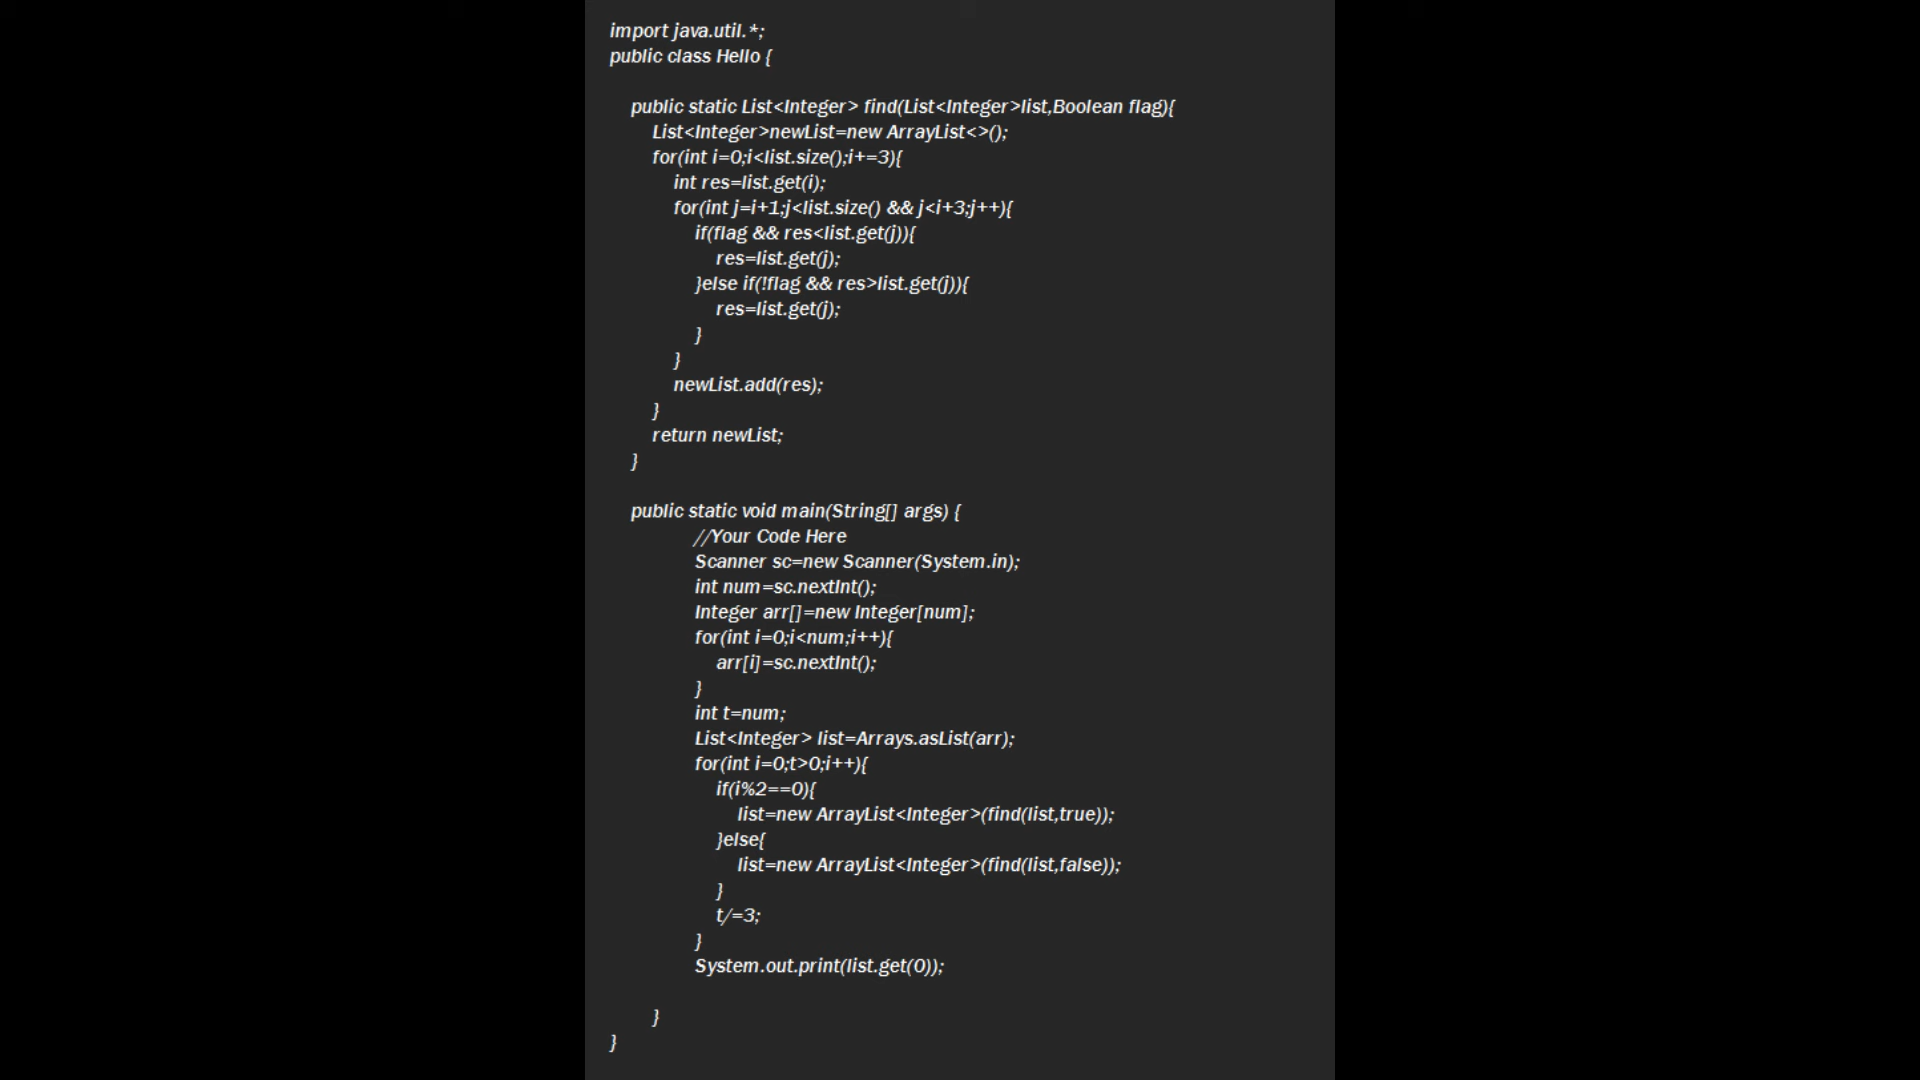 import java.util.*;
public class Hello {
public static List<Integer> find(List<Integer>list,Boolean flag){
List<Integer>newList=new ArrayList<>();
for(int i=0;i<list.size();i+=3){
int res=list.get(i);
for(int j=i+1;j<list.size() && j<i+3;j++){
if(flag && res<list.get(j)){
res=list.get(j);
}else if(!flag && res>list.get(j)){
res=list.get(j);
}
}
newList.add(res);
}
return newList;
}
public static void main(String[] args) {
//Your Code Here
Scanner sc=new Scanner(System.in);
int num=sc.nextInt();
Integer arr[]=new Integer[num];
for(int i=0;i<num;i++){
arr[i]=sc.nextInt();
}
int t=num;
List<Integer> list=Arrays.asList(arr);
for(int i=0;t>0;i++){
if(i%2==0){
list=new ArrayList<Integer>(find(list,true));
}else{
list=new ArrayList<Integer>(find(list,false));
}
t/=3;
}
System.out.print(list.get(0));
}
}